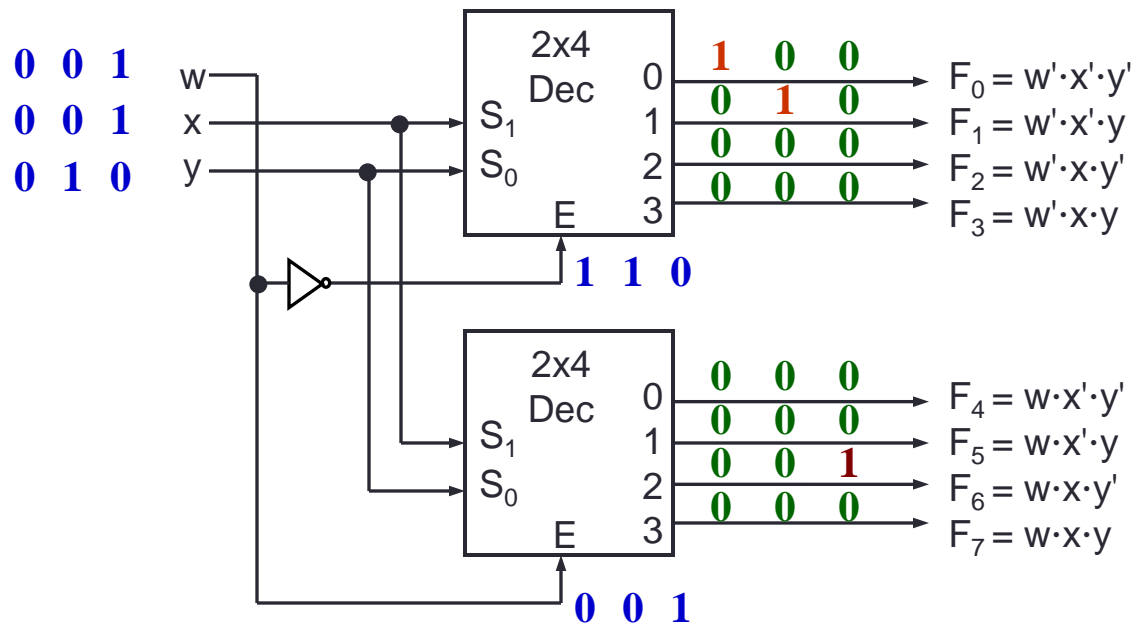 0 0 1 w
0 0 1 x
0 1 0 y
2x4
Dec
S₁
S₀
E
0 1 0 0 F₀ = w'·x'·y'
1 0 1 0 F₁ = w'·x'·y
2 0 0 0 F₂ = w'·x·y'
3 0 0 0 F₃ = w'·x·y
1 1 0
2x4
Dec
S₁
S₀
E
0 0 0 0 F₄ = w·x'·y'
1 0 0 0 F₅ = w·x'·y
2 0 0 1 F₆ = w·x·y'
3 0 0 0 F₇ = w·x·y
0 0 1